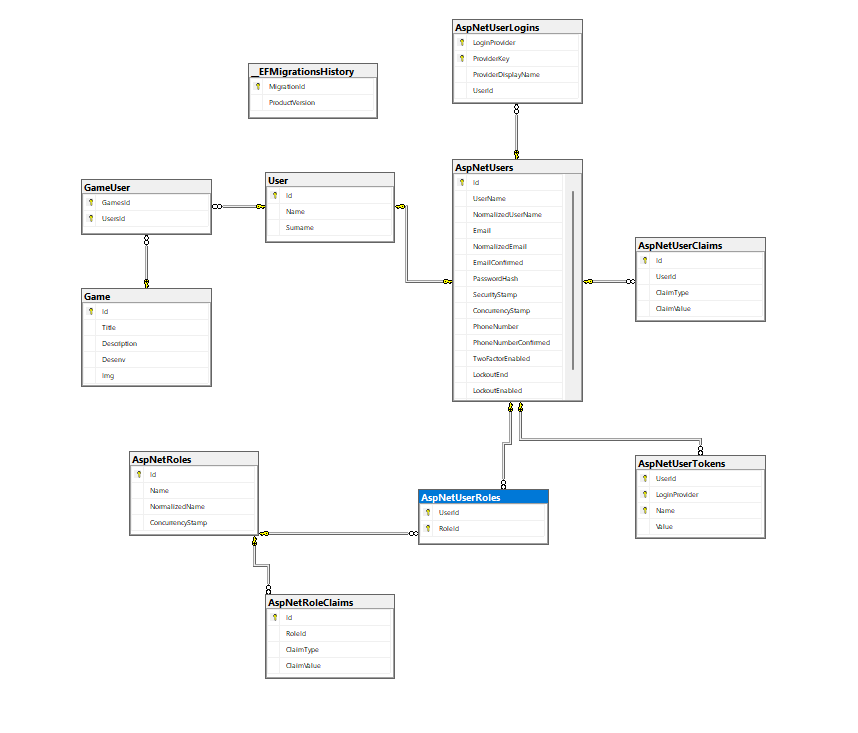 AspNetUserLogins
LoginProvider
ProviderKey
ProviderDisplayName
UserId
__EFMigrationsHistory
MigrationId
ProductVersion
GameUser
GamesId
UsersId
User
Id
Name
Surname
AspNetUsers
Id
UserName
NormalizedUserName
Email
NormalizedEmail
EmailConfirmed
PasswordHash
SecurityStamp
ConcurrencyStamp
PhoneNumber
PhoneNumberConfirmed
TwoFactorEnabled
LockoutEnd
LockoutEnabled
AspNetUserClaims
Id
UserId
ClaimType
ClaimValue
Game
Id
Title
Description
Desenv
Img
AspNetRoles
Id
Name
NormalizedName
ConcurrencyStamp
AspNetUserRoles
UserId
RoleId
AspNetUserTokens
UserId
LoginProvider
Name
Value
AspNetRoleClaims
Id
RoleId
ClaimType
ClaimValue